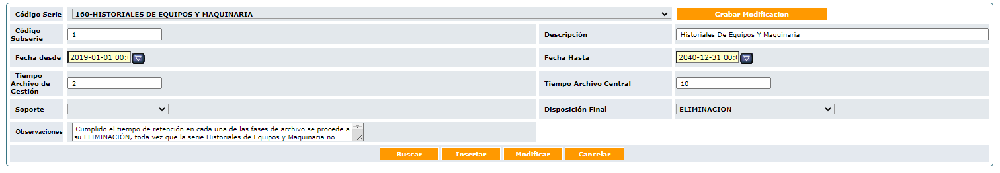 Código Serie 160-HISTORIALES DE EQUIPOS Y MAQUINARIA Grabar Modificacion
Código
Subserie 1 Descripción Historiales De Equipos Y Maquinaria
Fecha desde 2019-01-01 00: Fecha Hasta 2040-12-31 00:
Tiempo
Archivo de
Gestión 2 Tiempo Archivo Central 10
Soporte Disposición Final ELIMINACION
Observaciones Cumplido el tiempo de retención en cada una de las fases de archivo se procede a
su ELIMINACIÓN, toda vez que la serie Historiales de Equipos y Maquinaria no
Buscar Insertar Modificar Cancelar